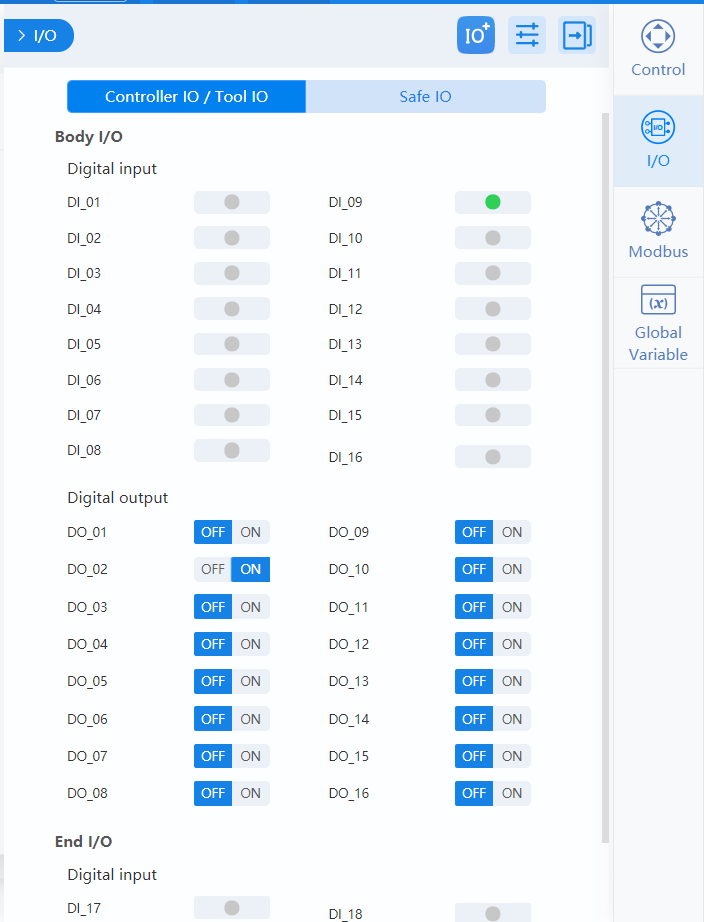 I/O
IO+
Controller IO / Tool IO Safe IO
Body I/O
Digital input
DI_01 DI_09
DI_02 DI_10
DI_03 DI_11
DI_04 DI_12
DI_05 DI_13
DI_06 DI_14
DI_07 DI_15
DI_08 DI_16
Digital output
DO_01 OFF ON DO_09 OFF ON
DO_02 OFF ON DO_10 OFF ON
DO_03 OFF ON DO_11 OFF ON
DO_04 OFF ON DO_12 OFF ON
DO_05 OFF ON DO_13 OFF ON
DO_06 OFF ON DO_14 OFF ON
DO_07 OFF ON DO_15 OFF ON
DO_08 OFF ON DO_16 OFF ON
End I/O
Digital input
DI_17 DI_18
Control
I/O
I/O
Modbus
(x)
Global
Variable